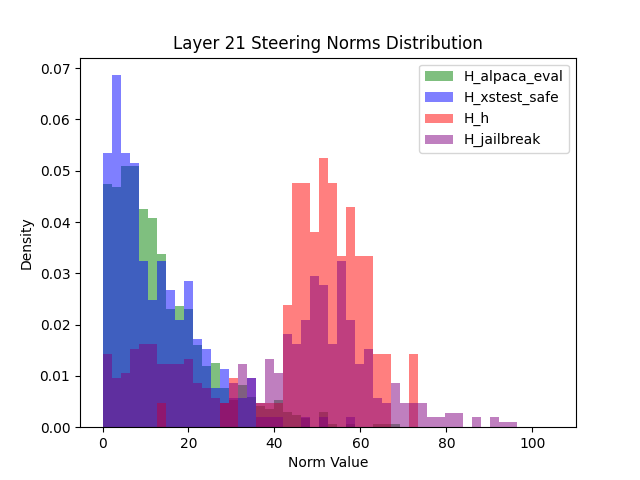 Layer 21 Steering Norms Distribution
H_alpaca_eval
H_xstest_safe
H_h
H_jailbreak
0.07
0.06
0.05
0.04
0.03
0.02
0.01
0.00
Density
0 20 40 60 80 100
Norm Value